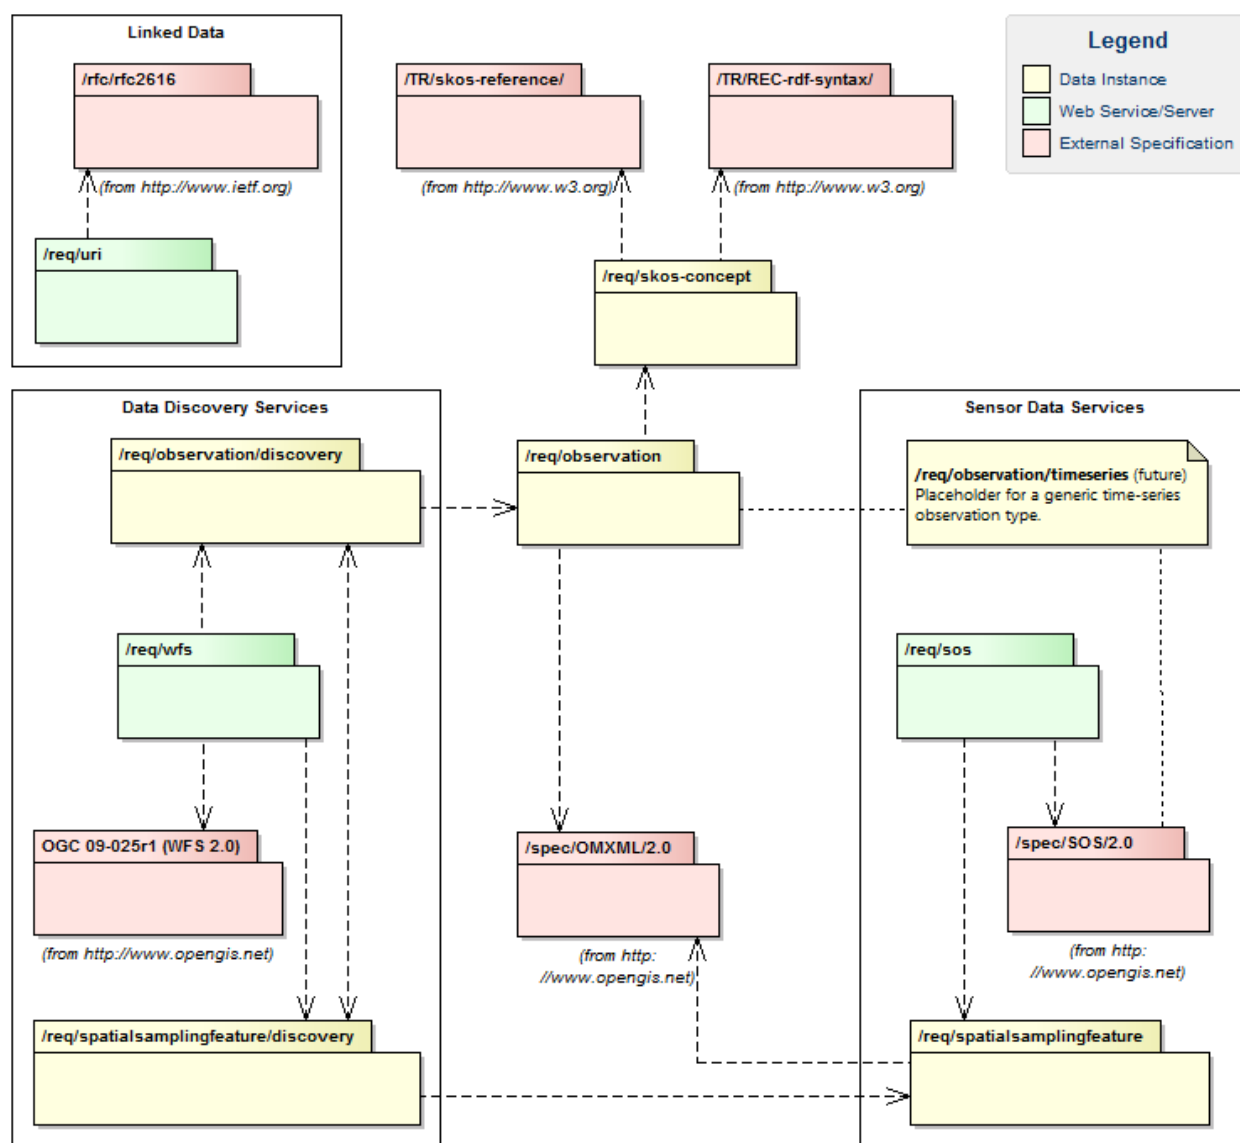 Linked Data
/rfc/rfc2616
(from http://www.ietf.org)
/req/uri
/TR/skos-reference/
(from http://www.w3.org)
/TR/REC-rdf-syntax/
(from http://www.w3.org)
Legend
Data Instance
Web Service/Server
External Specification
/req/skos-concept
Data Discovery Services
/req/observation/discovery
/req/wfs
OGC 09-025r1 (WFS 2.0)
(from http://www.opengis.net)
/req/spatialsamplingfeature/discovery
/req/observation
/spec/OMXML/2.0
(from http:
//www.opengis.net)
Sensor Data Services
/req/observation/timeseries (future)
Placeholder for a generic time-series
observation type.
/req/sos
/spec/SOS/2.0
(from http:
//www.opengis.net)
/req/spatialsamplingfeature